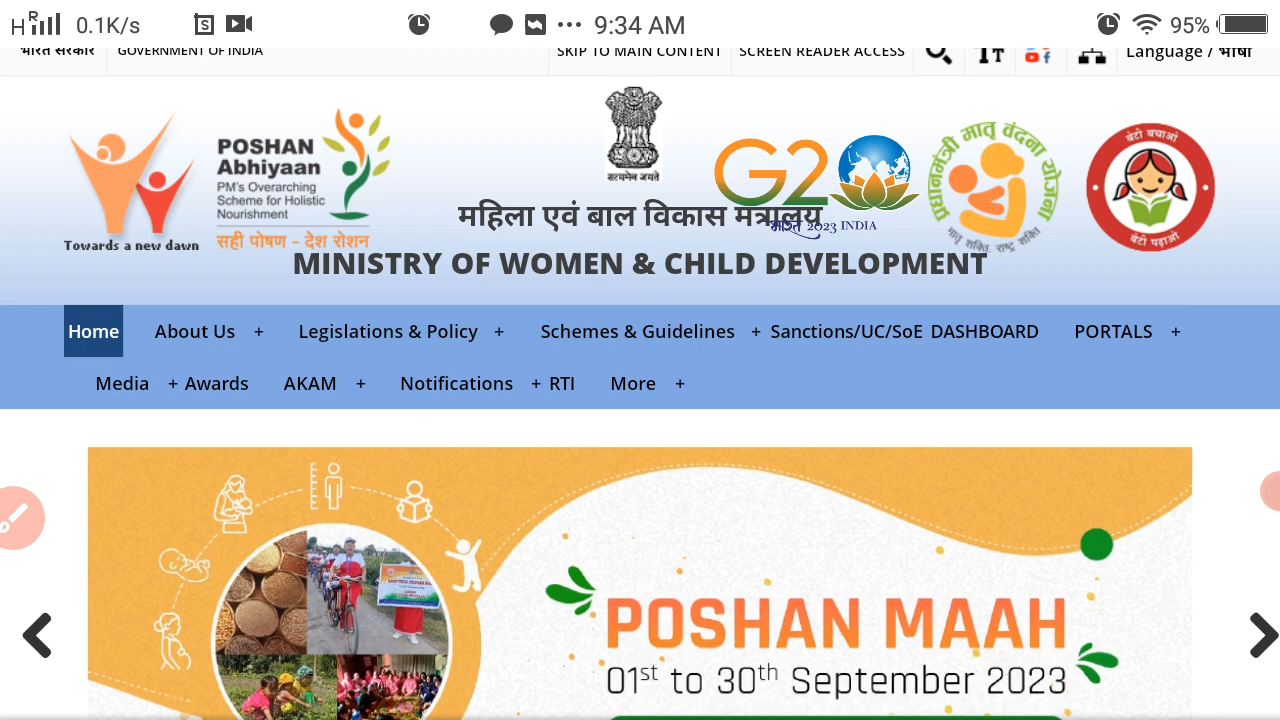 H R 0.1K/s 9:34 AM 95%
भारत सरकार GOVERNMENT OF INDIA SKIP TO MAIN CONTENT SCREEN READER ACCESS Language / भाषा
Towards a new dawn
POSHAN
Abhiyaan
PM's Overarching
Scheme for Holistic
Nourishment
सही पोषण – देश रोशन
सत्यमेव जयते
G20
भारत 2023 INDIA
प्रधानमंत्री मातृ वंदना योजना
मातृ शक्ति राष्ट्र शक्ति
बेटी बचाओ
बेटी पढ़ाओ
महिला एवं बाल विकास मंत्रालय
MINISTRY OF WOMEN & CHILD DEVELOPMENT
Home About Us + Legislations & Policy + Schemes & Guidelines + Sanctions/UC/SoE DASHBOARD PORTALS +
Media + Awards AKAM + Notifications + RTI More +
POSHAN MAAH
01st to 30th September 2023